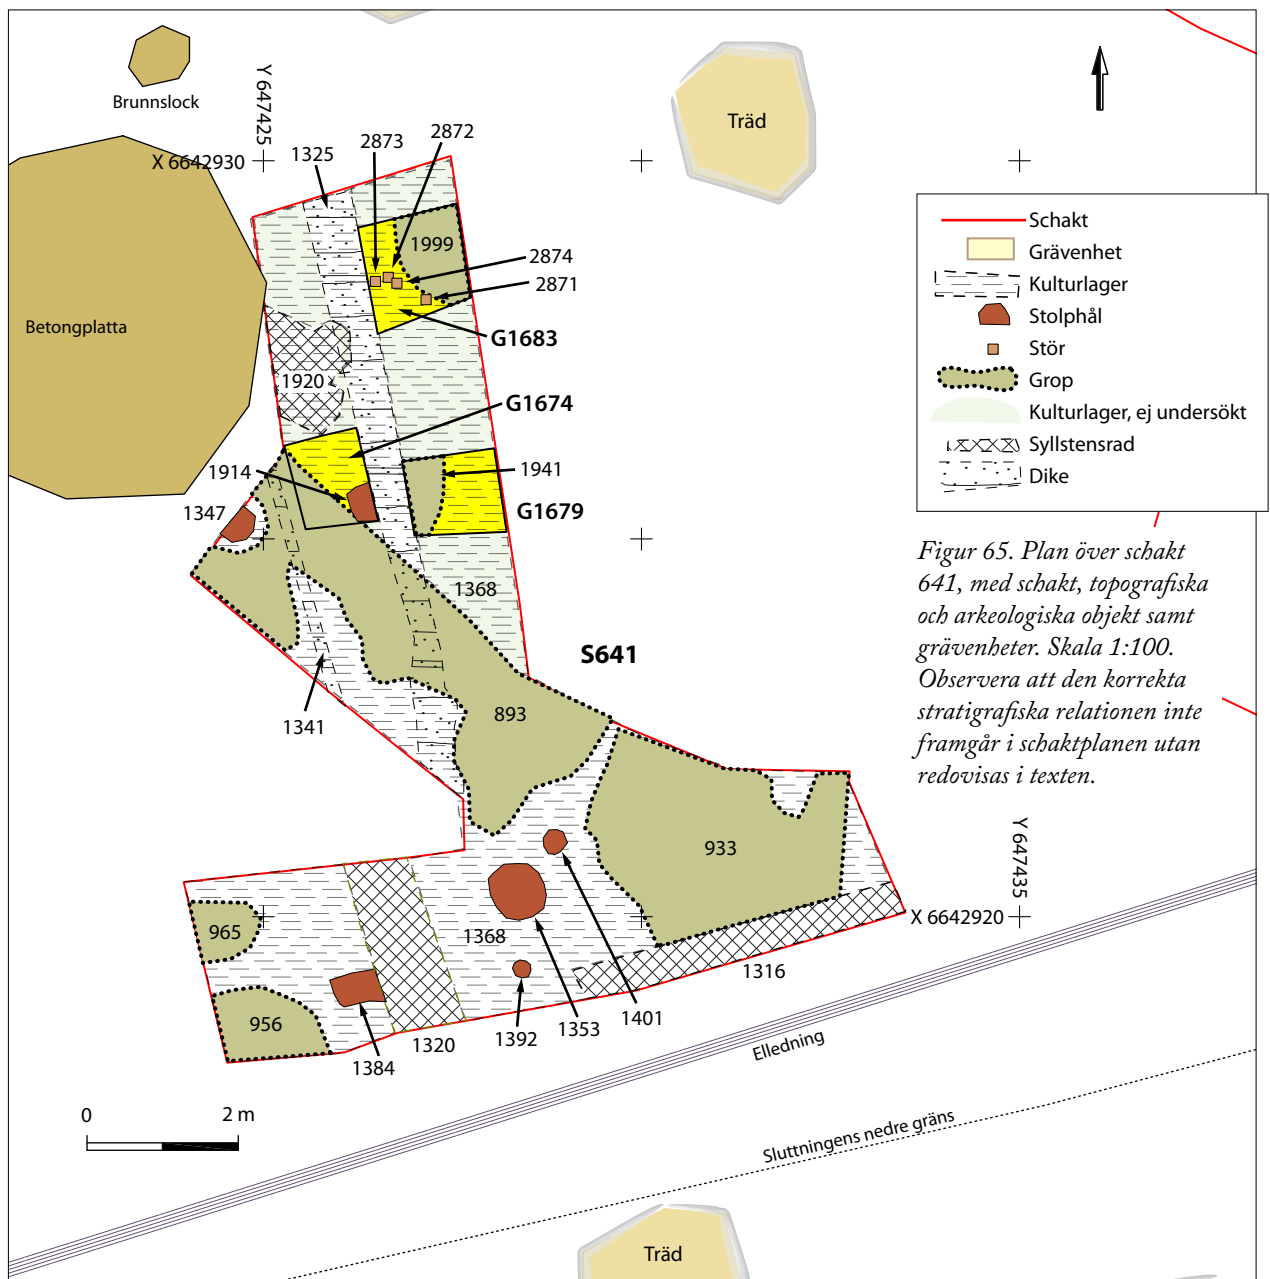 Brunnslock
Y 647425
Träd
X 6642930
1325
2873
2872
1999
2874
2871
Betongplatta
G1683
1920
G1674
1914
1941
1347
G1679
1368
S641
1341
893
933
Y 647435
965
1368
X 6642920
1316
956
1384
1320
1392
1353
1401
Elledning
0 2 m
Sluttningens nedre gräns
Träd
Schakt
Grävenhet
Kulturlager
Stolphål
Stör
Grop
Kulturlager, ej undersökt
Syllstensrad
Dike
Figur 65. Plan över schakt
641, med schakt, topografiska
och arkeologiska objekt samt
grävenheter. Skala 1:100.
Observera att den korrekta
stratigrafiska relationen inte
framgår i schaktplanen utan
redovisas i texten.